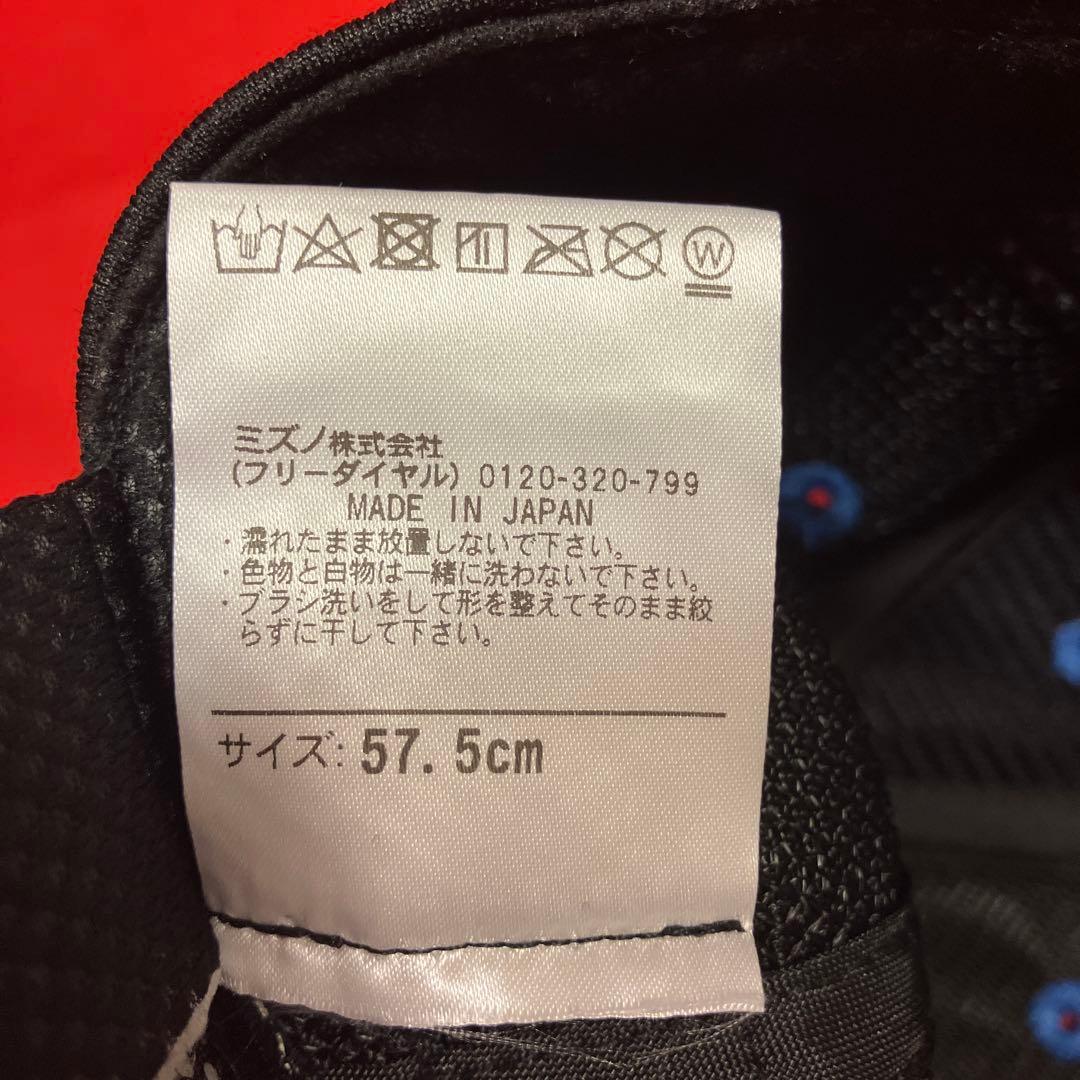 W
ミズノ株式会社
(フリーダイヤル) 0120-320-799
MADE IN JAPAN
・濡れたまま放置しないで下さい。
・色物と白物は一緒に洗わないで下さい。
・ブラシ洗いをして形を整えてそのまま絞
らずに干して下さい。
サイズ: 57.5cm